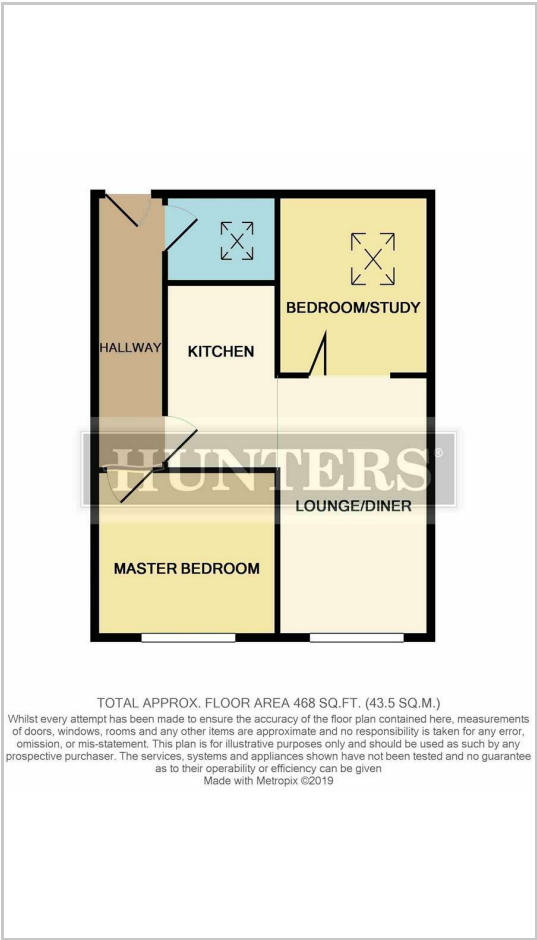 BEDROOM/STUDY
HALLWAY
KITCHEN
HUNTERS®
LOUNGE/DINER
MASTER BEDROOM
TOTAL APPROX. FLOOR AREA 468 SQ.FT. (43.5 SQ.M.)
Whilst every attempt has been made to ensure the accuracy of the floor plan contained here, measurements
of doors, windows, rooms and any other items are approximate and no responsibility is taken for any error,
omission, or mis-statement. This plan is for illustrative purposes only and should be used as such by any
prospective purchaser. The services, systems and appliances shown have not been tested and no guarantee
as to their operability or efficiency can be given
Made with Metropix ©2019